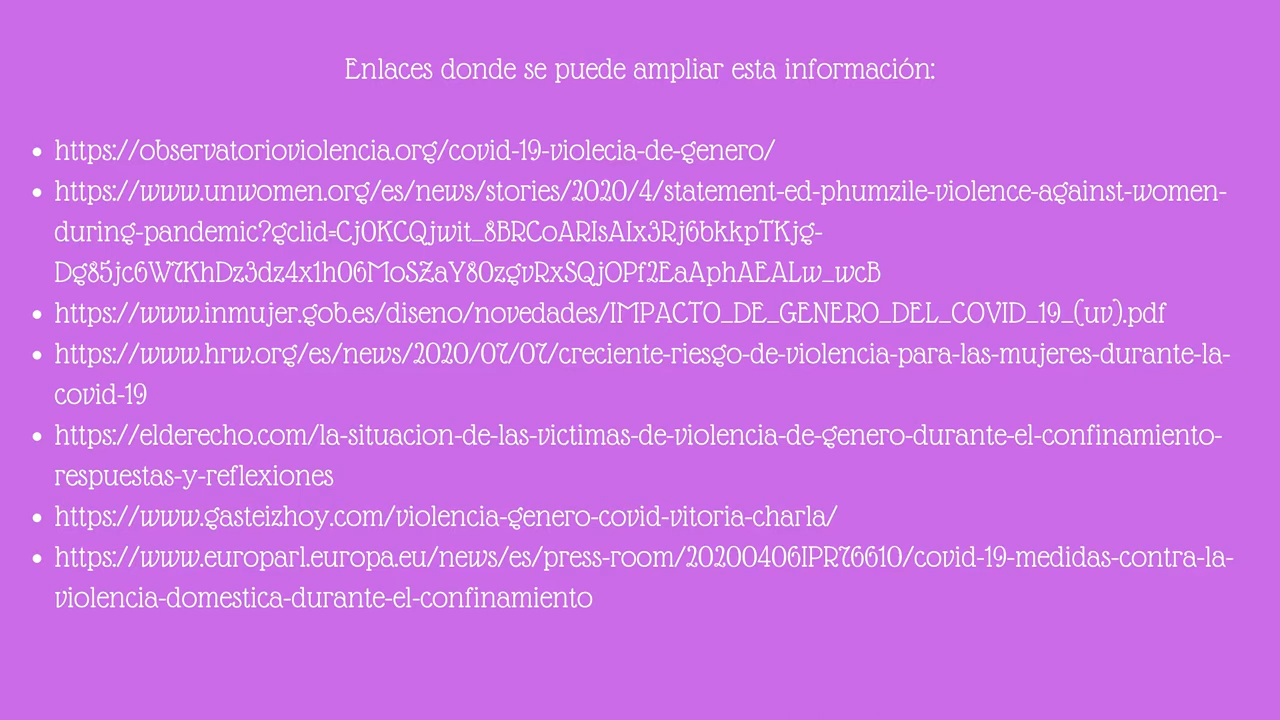 Enlaces donde se puede ampliar esta información:
• https://observatorioviolencia.org/covid-19-violecia-de-genero/
• https://www.unwomen.org/es/news/stories/2020/4/statement-ed-phumzile-violence-against-women-
during-pandemic?gclid=Cj0KCQjwit_8BRCoARIsAIx3Rj6bkkpTKjg-
Dg85jc6W7KhDz3dz4x1h06MoSZaY80zgvRxSQjOPf2EaAphAEALw_wcB
• https://www.inmujer.gob.es/diseno/novedades/IMPACTO_DE_GENERO_DEL_COVID_19_(uv).pdf
• https://www.hrw.org/es/news/2020/07/07/creciente-riesgo-de-violencia-para-las-mujeres-durante-la-
covid-19
• https://elderecho.com/la-situacion-de-las-victimas-de-violencia-de-genero-durante-el-confinamiento-
respuestas-y-reflexiones
• https://www.gasteizhoy.com/violencia-genero-covid-vitoria-charla/
• https://www.europarl.europa.eu/news/es/press-room/20200406IPR76610/covid-19-medidas-contra-la-
violencia-domestica-durante-el-confinamiento